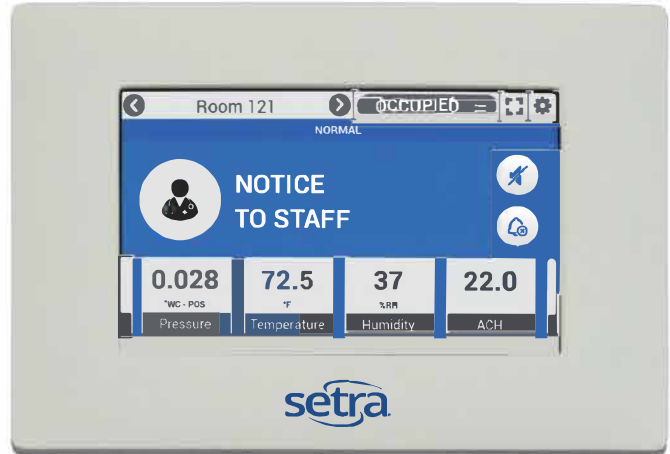 Room 121 OCCUPIED
NORMAL
NOTICE
TO STAFF
0.028 72.5 37 22.0
"WC - POS °F %RH
Pressure Temperature Humidity ACH
setra